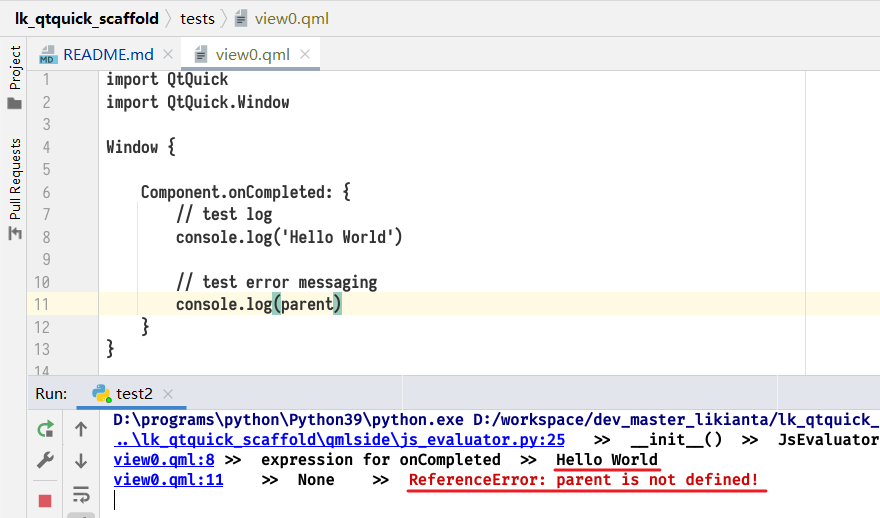 lk_qtquick_scaffold 〉 tests 〉 view0.qml
Project
Pull Requests
README.md × view0.qml ×
1 import QtQuick
2 import QtQuick.Window
3
4 Window {
5
6 Component.onCompleted: {
7 // test log
8 console.log('Hello World')
9
10 // test error messaging
11 console.log(parent)
12 }
13 }
14
Run: test2 ×
D:\programs\python\Python39\python.exe D:/workspace/dev_master_likianta/lk_qtquick_
..\lk_qtquick_scaffold\qmlside\js_evaluator.py:25 >> __init__() >> JsEvaluator
view0.qml:8 >> expression for onCompleted >> Hello World
view0.qml:11 >> None >> ReferenceError: parent is not defined!